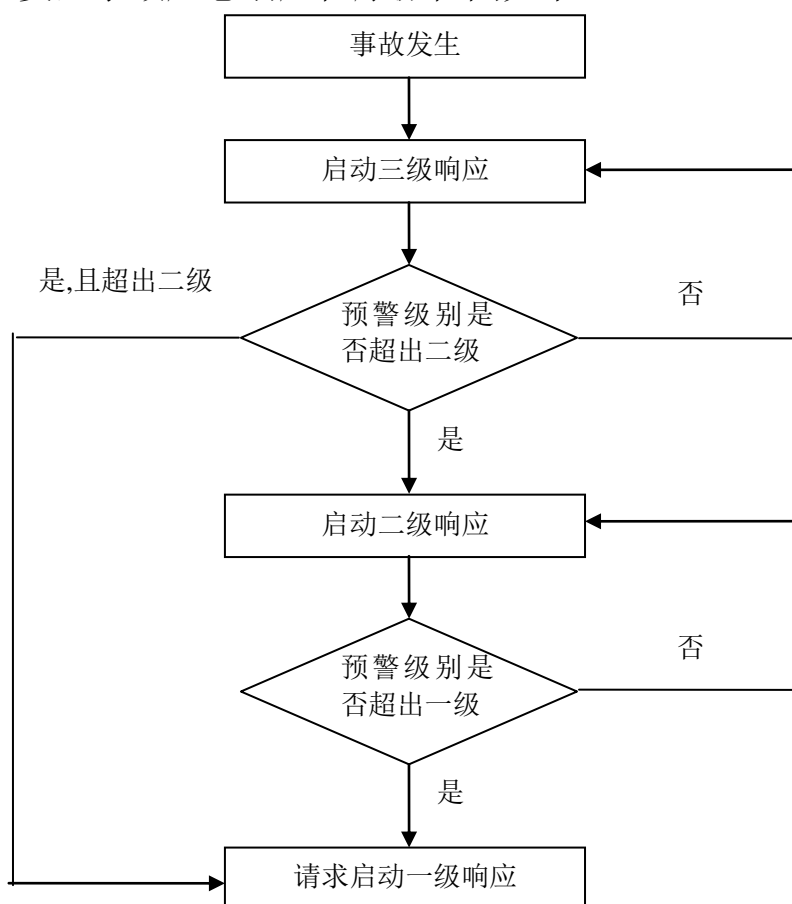 事故发生
启动三级响应
是,且超出二级
否
预警级别是
否超出二级
是
启动二级响应
否
预警级别是
否超出一级
是
请求启动一级响应